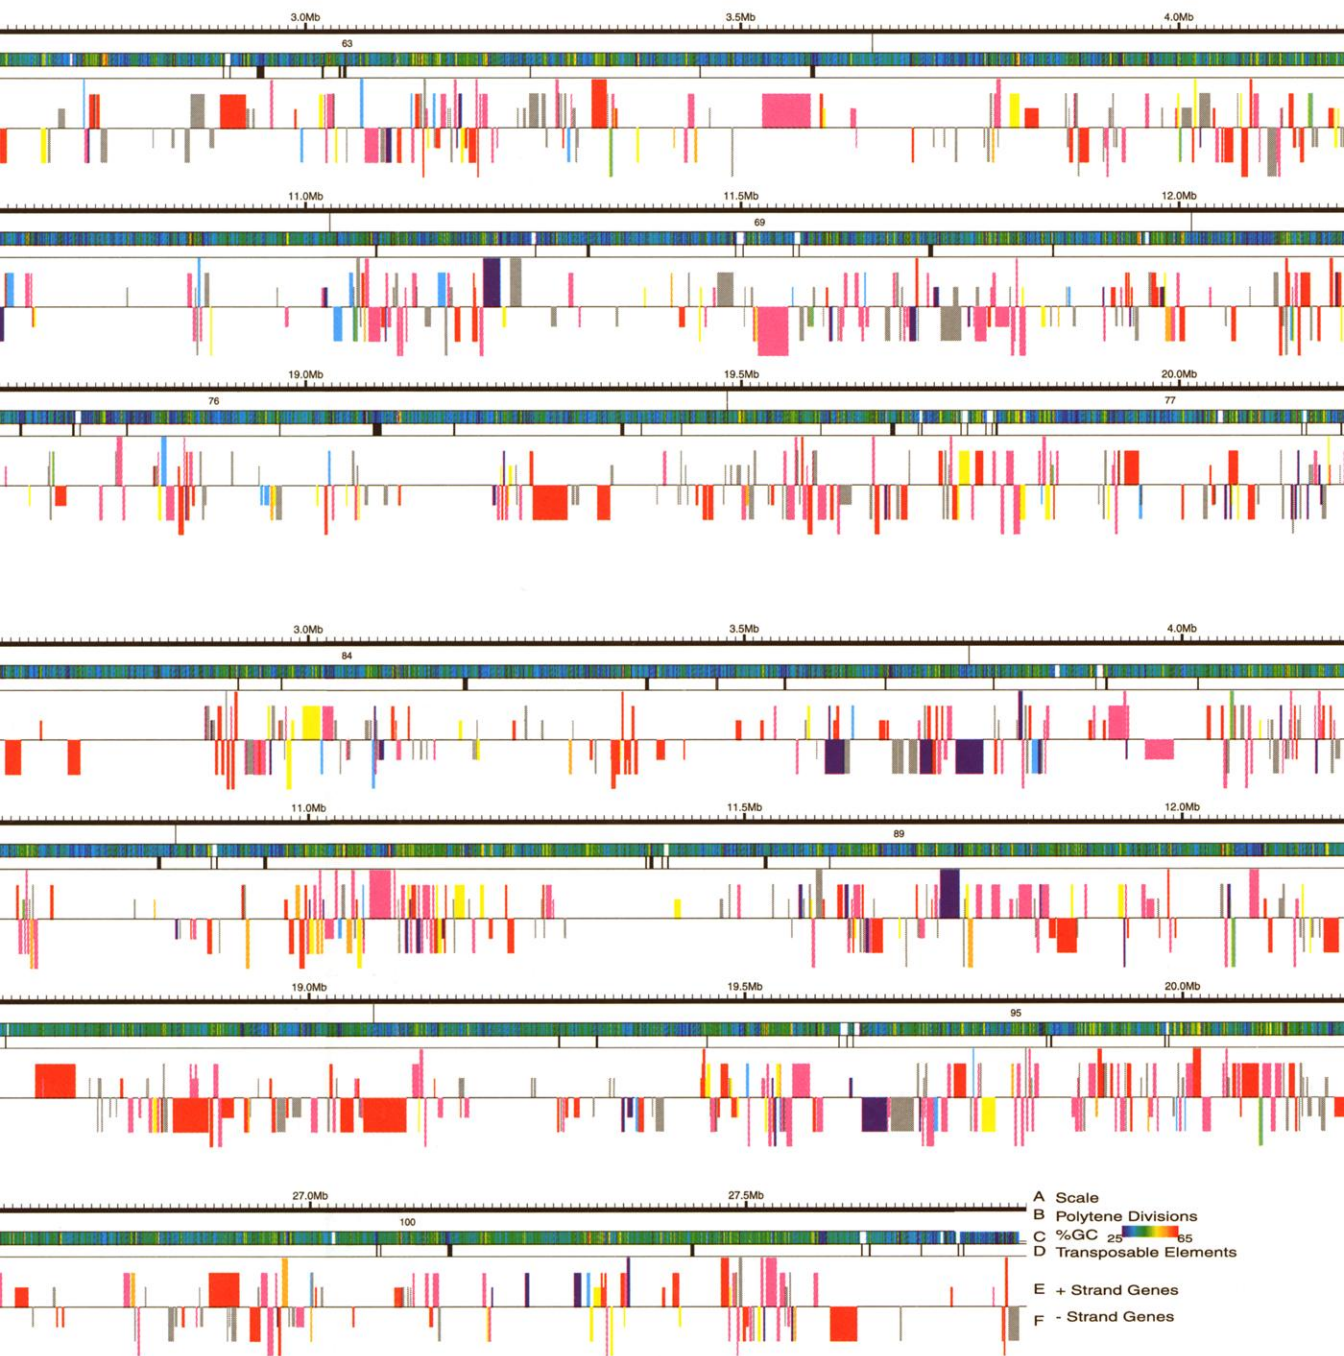 3.0Mb 3.5Mb 4.0Mb
63
11.0Mb 11.5Mb 12.0Mb
69
19.0Mb 19.5Mb 20.0Mb
76 77
3.0Mb 3.5Mb 4.0Mb
84
11.0Mb 11.5Mb 12.0Mb
89
19.0Mb 19.5Mb 20.0Mb
95
27.0Mb 27.5Mb
100
A Scale
B Polytene Divisions
C %GC 25 65
D Transposable Elements
E + Strand Genes
F - Strand Genes